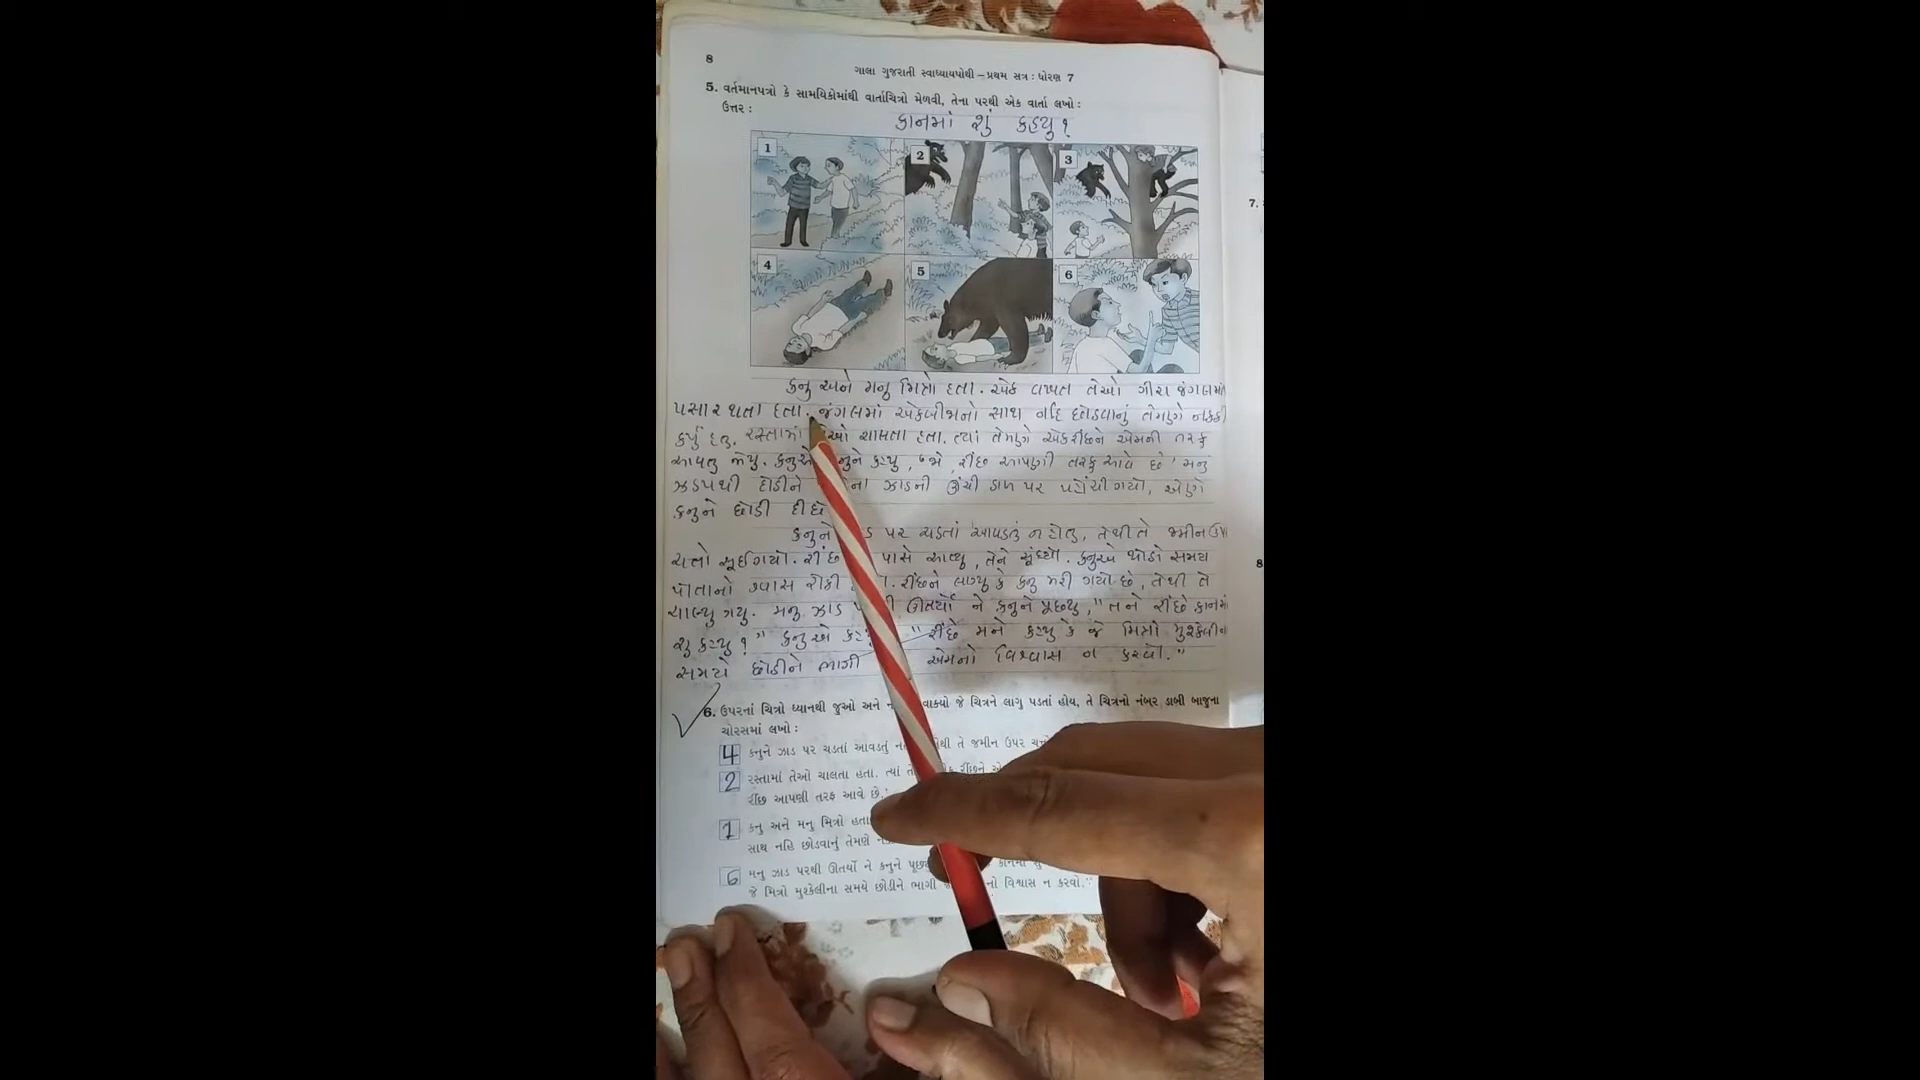 8
ગાલા ગુજરાતી સ્વાધ્યાયપોથી – પ્રથમ સત્ર : ધોરણ 7
5. વર્તમાનપત્રો કે સામયિકોમાંથી વાર્તાચિત્રો મેળવી, તેના પરથી એક વાર્તા લખો :
ઉત્તર :
કાનમાં શું કહ્યુ ?
1 2 3
7.
4 5 6
કનુ અને મનુ મિત્રો હતા. એક વખત તેઓ ગીચ જંગલમાં
પસાર થતા હતા. જંગલમાં એકબીજાનો સાથ નહિ છોડવાનું તેમણે નક્કી
કર્યુ હતુ. રસ્તામાં ચાલતા હતા. ત્યાં તેમણે એક રીંછને એમની તરફ
આવતુ જોયુ. કનુએ કહ્યુ, 'જો, રીંછ આપણી તરફ આવે છે' મનુ
ઝડપથી દોડીને ઝાડની ઊંચી ડાળ પર પહોંચી ગયો, એણે
કનુને છોડી
કનુને પર ચડતાં આવડતું ન હોતુ, તેથી તે જમીન ઉપર
8
ચત્તો સૂઈ ગયો. રીંછ પાસે આવ્યુ, તેને સૂંઘ્યો. કનુએ થોડો સમય
પોતાનો શ્વાસ રોકી રીંછને લાગ્યુ કે કનુ મરી ગયો છે, તેથી તે
ચાલ્યુ ગયુ. મનુ ઝાડ ઊતર્યો ને કનુને પૂછ્યુ, "તને રીંછે કાનમાં
શુ કહ્યુ ?" કનુએ "રીંછે મને કહ્યુ કે જે મિત્રો મુશ્કેલીના
સમયે છોડીને ભાગી એમનો વિશ્વાસ ન કરવો."
6. ઉપરનાં ચિત્રો ધ્યાનથી જુઓ અને વાક્યો જે ચિત્રને લાગુ પડતાં હોય, તે ચિત્રનો નંબર ડાબી બાજુના
ચોરસમાં લખો :
4 કનુને ઝાડ પર ચડતાં આવડતું તે જમીન ઉપર
2 રસ્તામાં તેઓ ચાલતા હતા. ત્યાં રીંછને
રીંછ આપણી તરફ આવે છે.'
1 કનુ અને મનુ મિત્રો હતા
સાથ નહિ છોડવાનું તેમણે
6 મનુ ઝાડ પરથી ઊતર્યો ને કનુને
જે મિત્રો મુશ્કેલીના સમયે છોડીને ભાગી વિશ્વાસ ન કરવો."